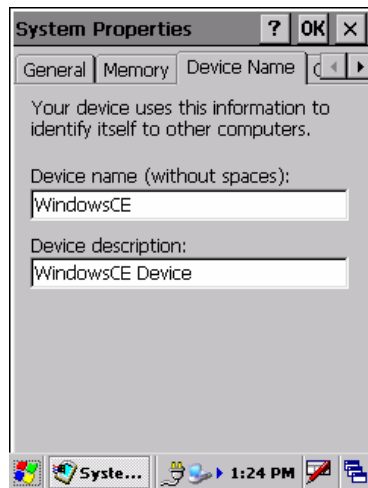 System Properties ? OK ×
General Memory Device Name
Your device uses this information to
identify itself to other computers.
Device name (without spaces):
WindowsCE
Device description:
WindowsCE Device
Syste... 1:24 PM